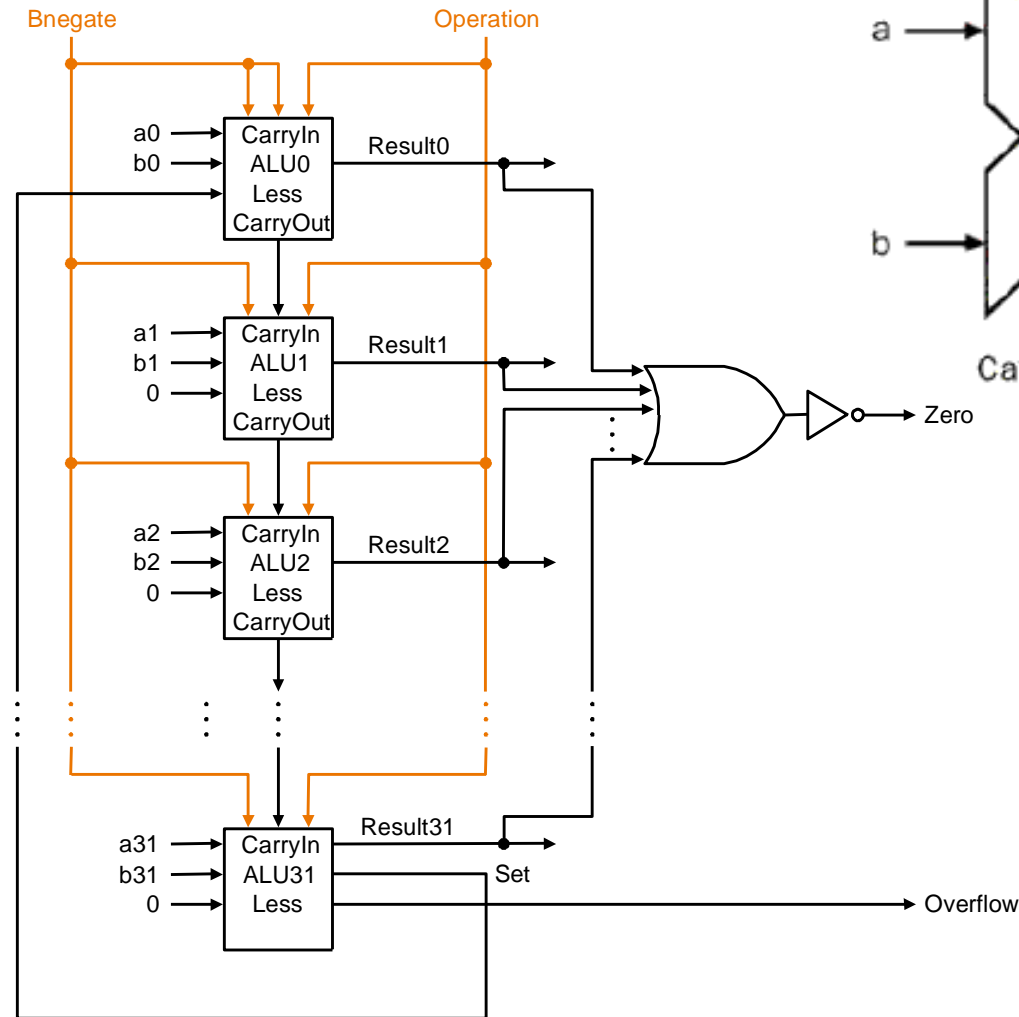 Bnegate
Operation
a
a0
CarryIn
Result0
b0
ALU0
Less
CarryOut
b
a1
CarryIn
Result1
b1
ALU1
0
Less
CarryOut
Ca
Zero
a2
CarryIn
Result2
b2
ALU2
0
Less
CarryOut
a31
CarryIn
Result31
b31
ALU31
Set
0
Less
Overflow